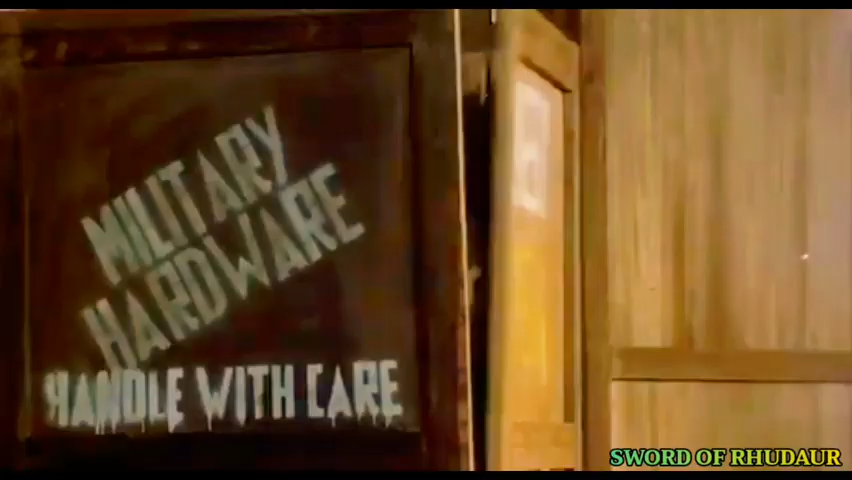 MILITARY
HARDWARE
HANDLE WITH CARE
SWORD OF RHUDAUR